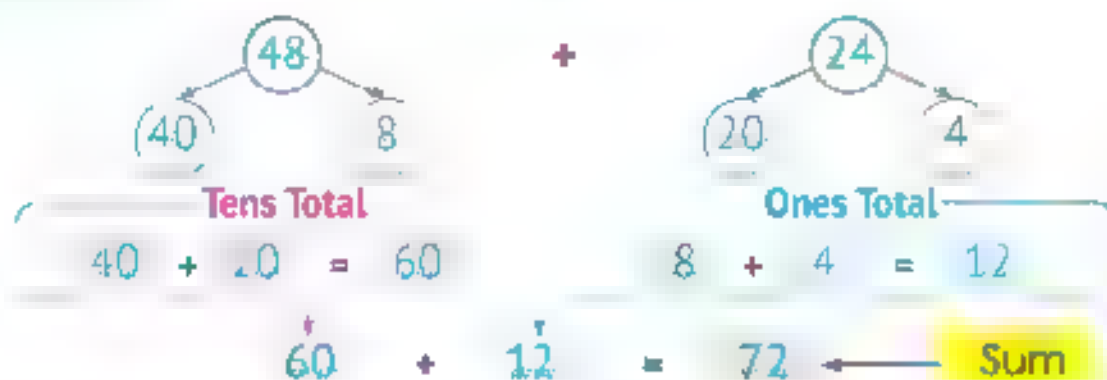 48 + 24
40 8 20 4
Tens Total Ones Total
40 + 20 = 60 8 + 4 = 12
60 + 12 = 72 Sum